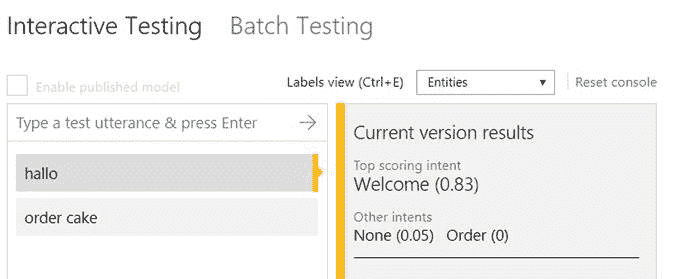 Interactive Testing Batch Testing
Enable published model
Labels view (Ctrl+E) Entities Reset console
Type a test utterance & press Enter
hallo
order cake
Current version results
Top scoring intent
Welcome (0.83)
Other intents
None (0.05) Order (0)